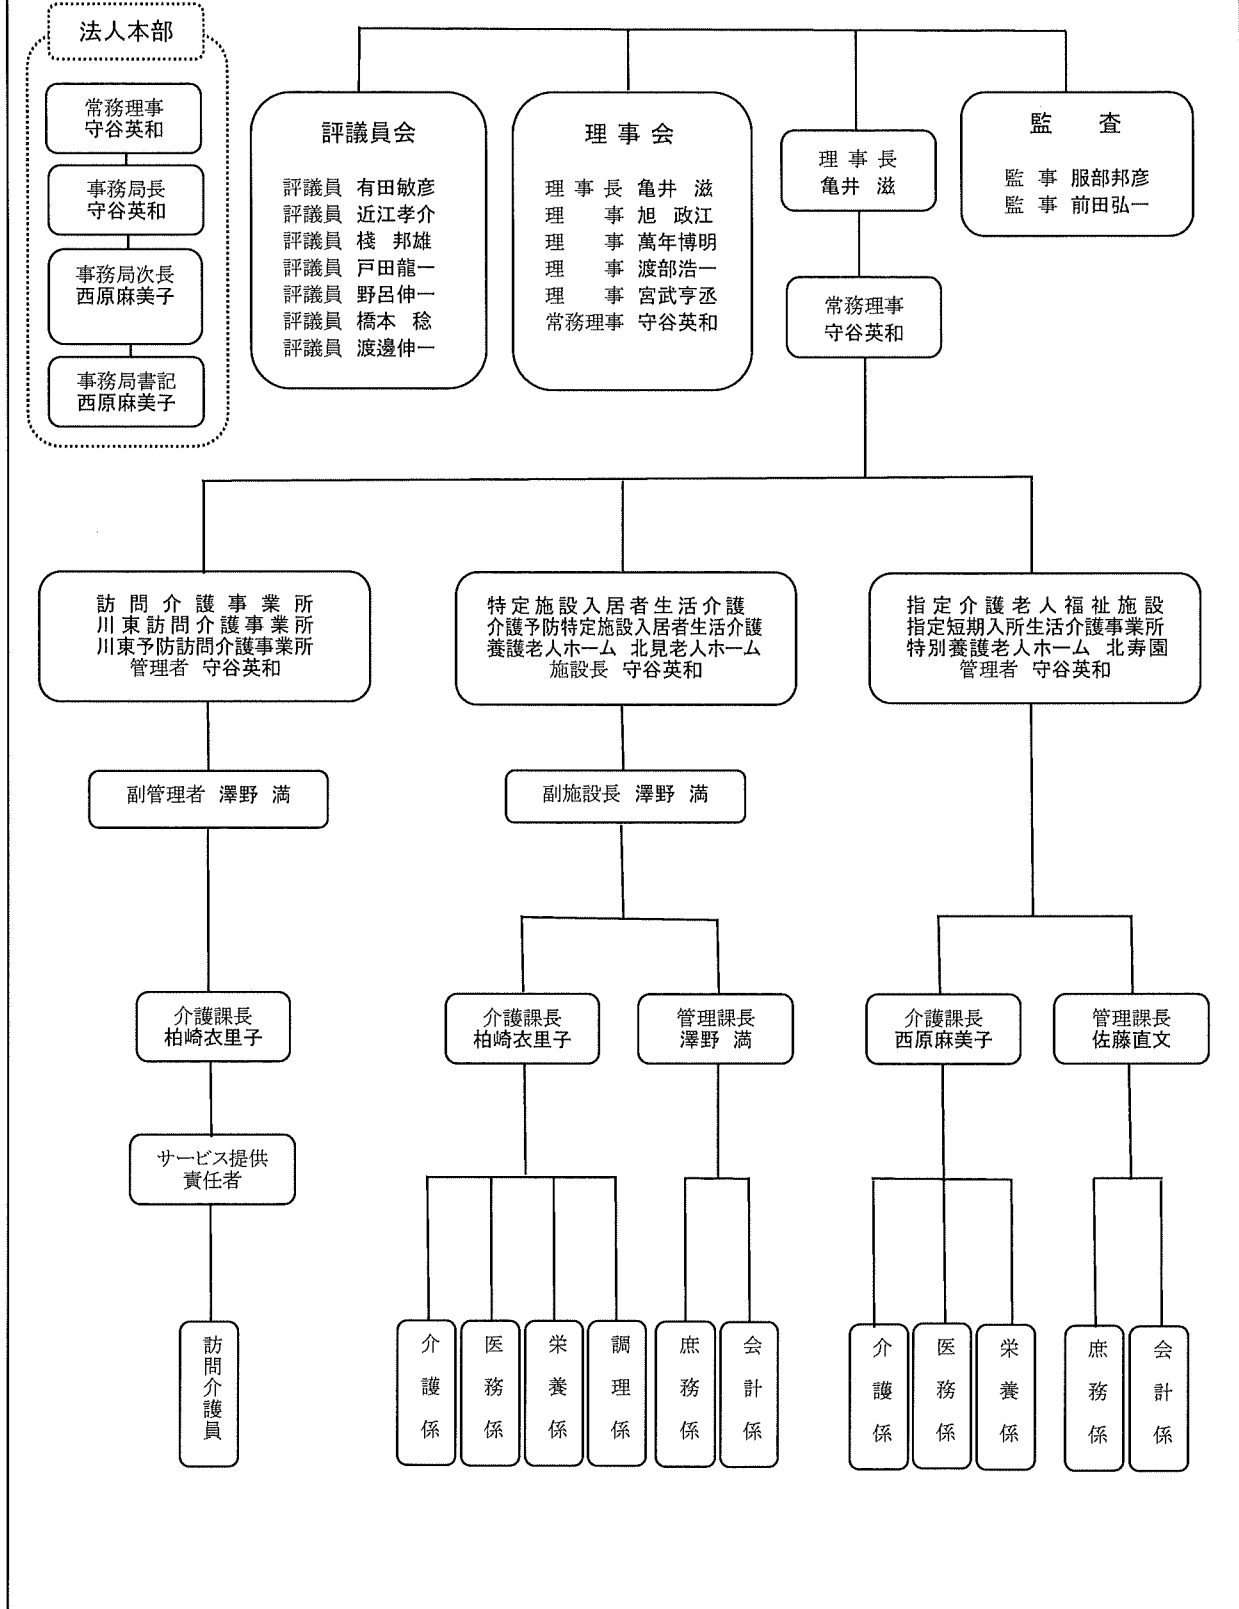 法人本部
常務理事
守谷英和
事務局長
守谷英和
事務局次長
西原麻美子
事務局書記
西原麻美子
評議員会
評議員 有田敏彦
評議員 近江孝介
評議員 棧 邦雄
評議員 戸田龍一
評議員 野呂伸一
評議員 橋本 稔
評議員 渡邊伸一
理事会
理事長 亀井 滋
理 事 旭 政江
理 事 萬年博明
理 事 渡部浩一
理 事 宮武亨丞
常務理事 守谷英和
理事長
亀井 滋
常務理事
守谷英和
監 査
監事 服部邦彦
監事 前田弘一
訪問介護事業所
川東訪問介護事業所
川東予防訪問介護事業所
管理者 守谷英和
副管理者 澤野 満
介護課長
柏崎衣里子
サービス提供
責任者
訪問介護員
特定施設入居者生活介護
介護予防特定施設入居者生活介護
養護老人ホーム 北見老人ホーム
施設長 守谷英和
副施設長 澤野 満
介護課長
柏崎衣里子
管理課長
澤野 満
介護係
医務係
栄養係
調理係
庶務係
会計係
指定介護老人福祉施設
指定短期入所生活介護事業所
特別養護老人ホーム 北寿園
管理者 守谷英和
介護課長
西原麻美子
管理課長
佐藤直文
介護係
医務係
栄養係
庶務係
会計係